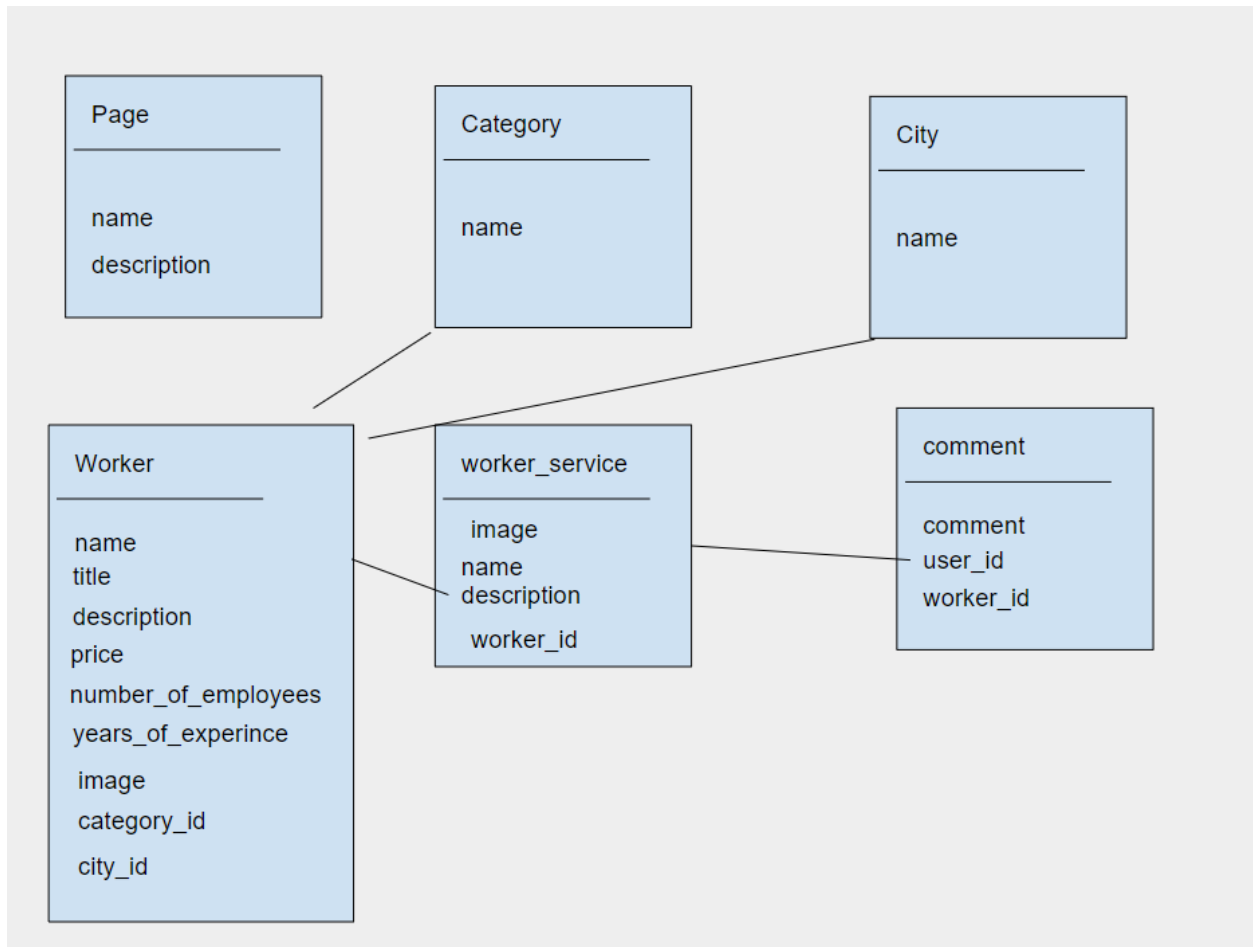 Page
name
description
Category
name
City
name
Worker
name
title
description
price
number_of_employees
years_of_experince
image
category_id
city_id
worker_service
image
name
description
worker_id
comment
comment
user_id
worker_id